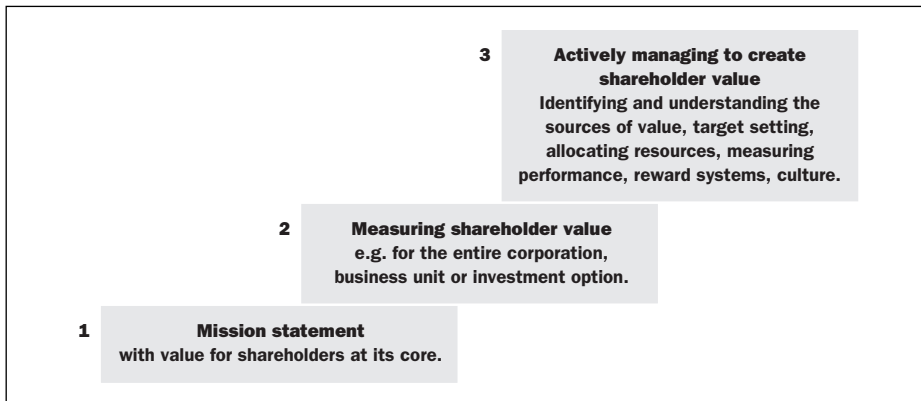 3 Actively managing to create
shareholder value
Identifying and understanding the
sources of value, target setting,
allocating resources, measuring
performance, reward systems, culture.
2 Measuring shareholder value
e.g. for the entire corporation,
business unit or investment option.
1 Mission statement
with value for shareholders at its core.